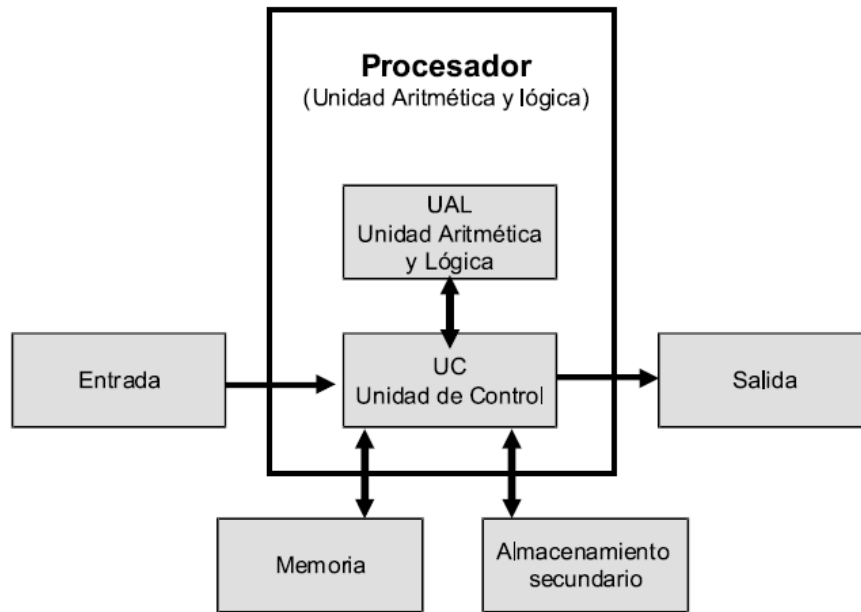 Procesador
(Unidad Aritmética y lógica)
UAL
Unidad Aritmética
y Lógica
Entrada
UC
Unidad de Control
Salida
Memoria
Almacenamiento
secundario